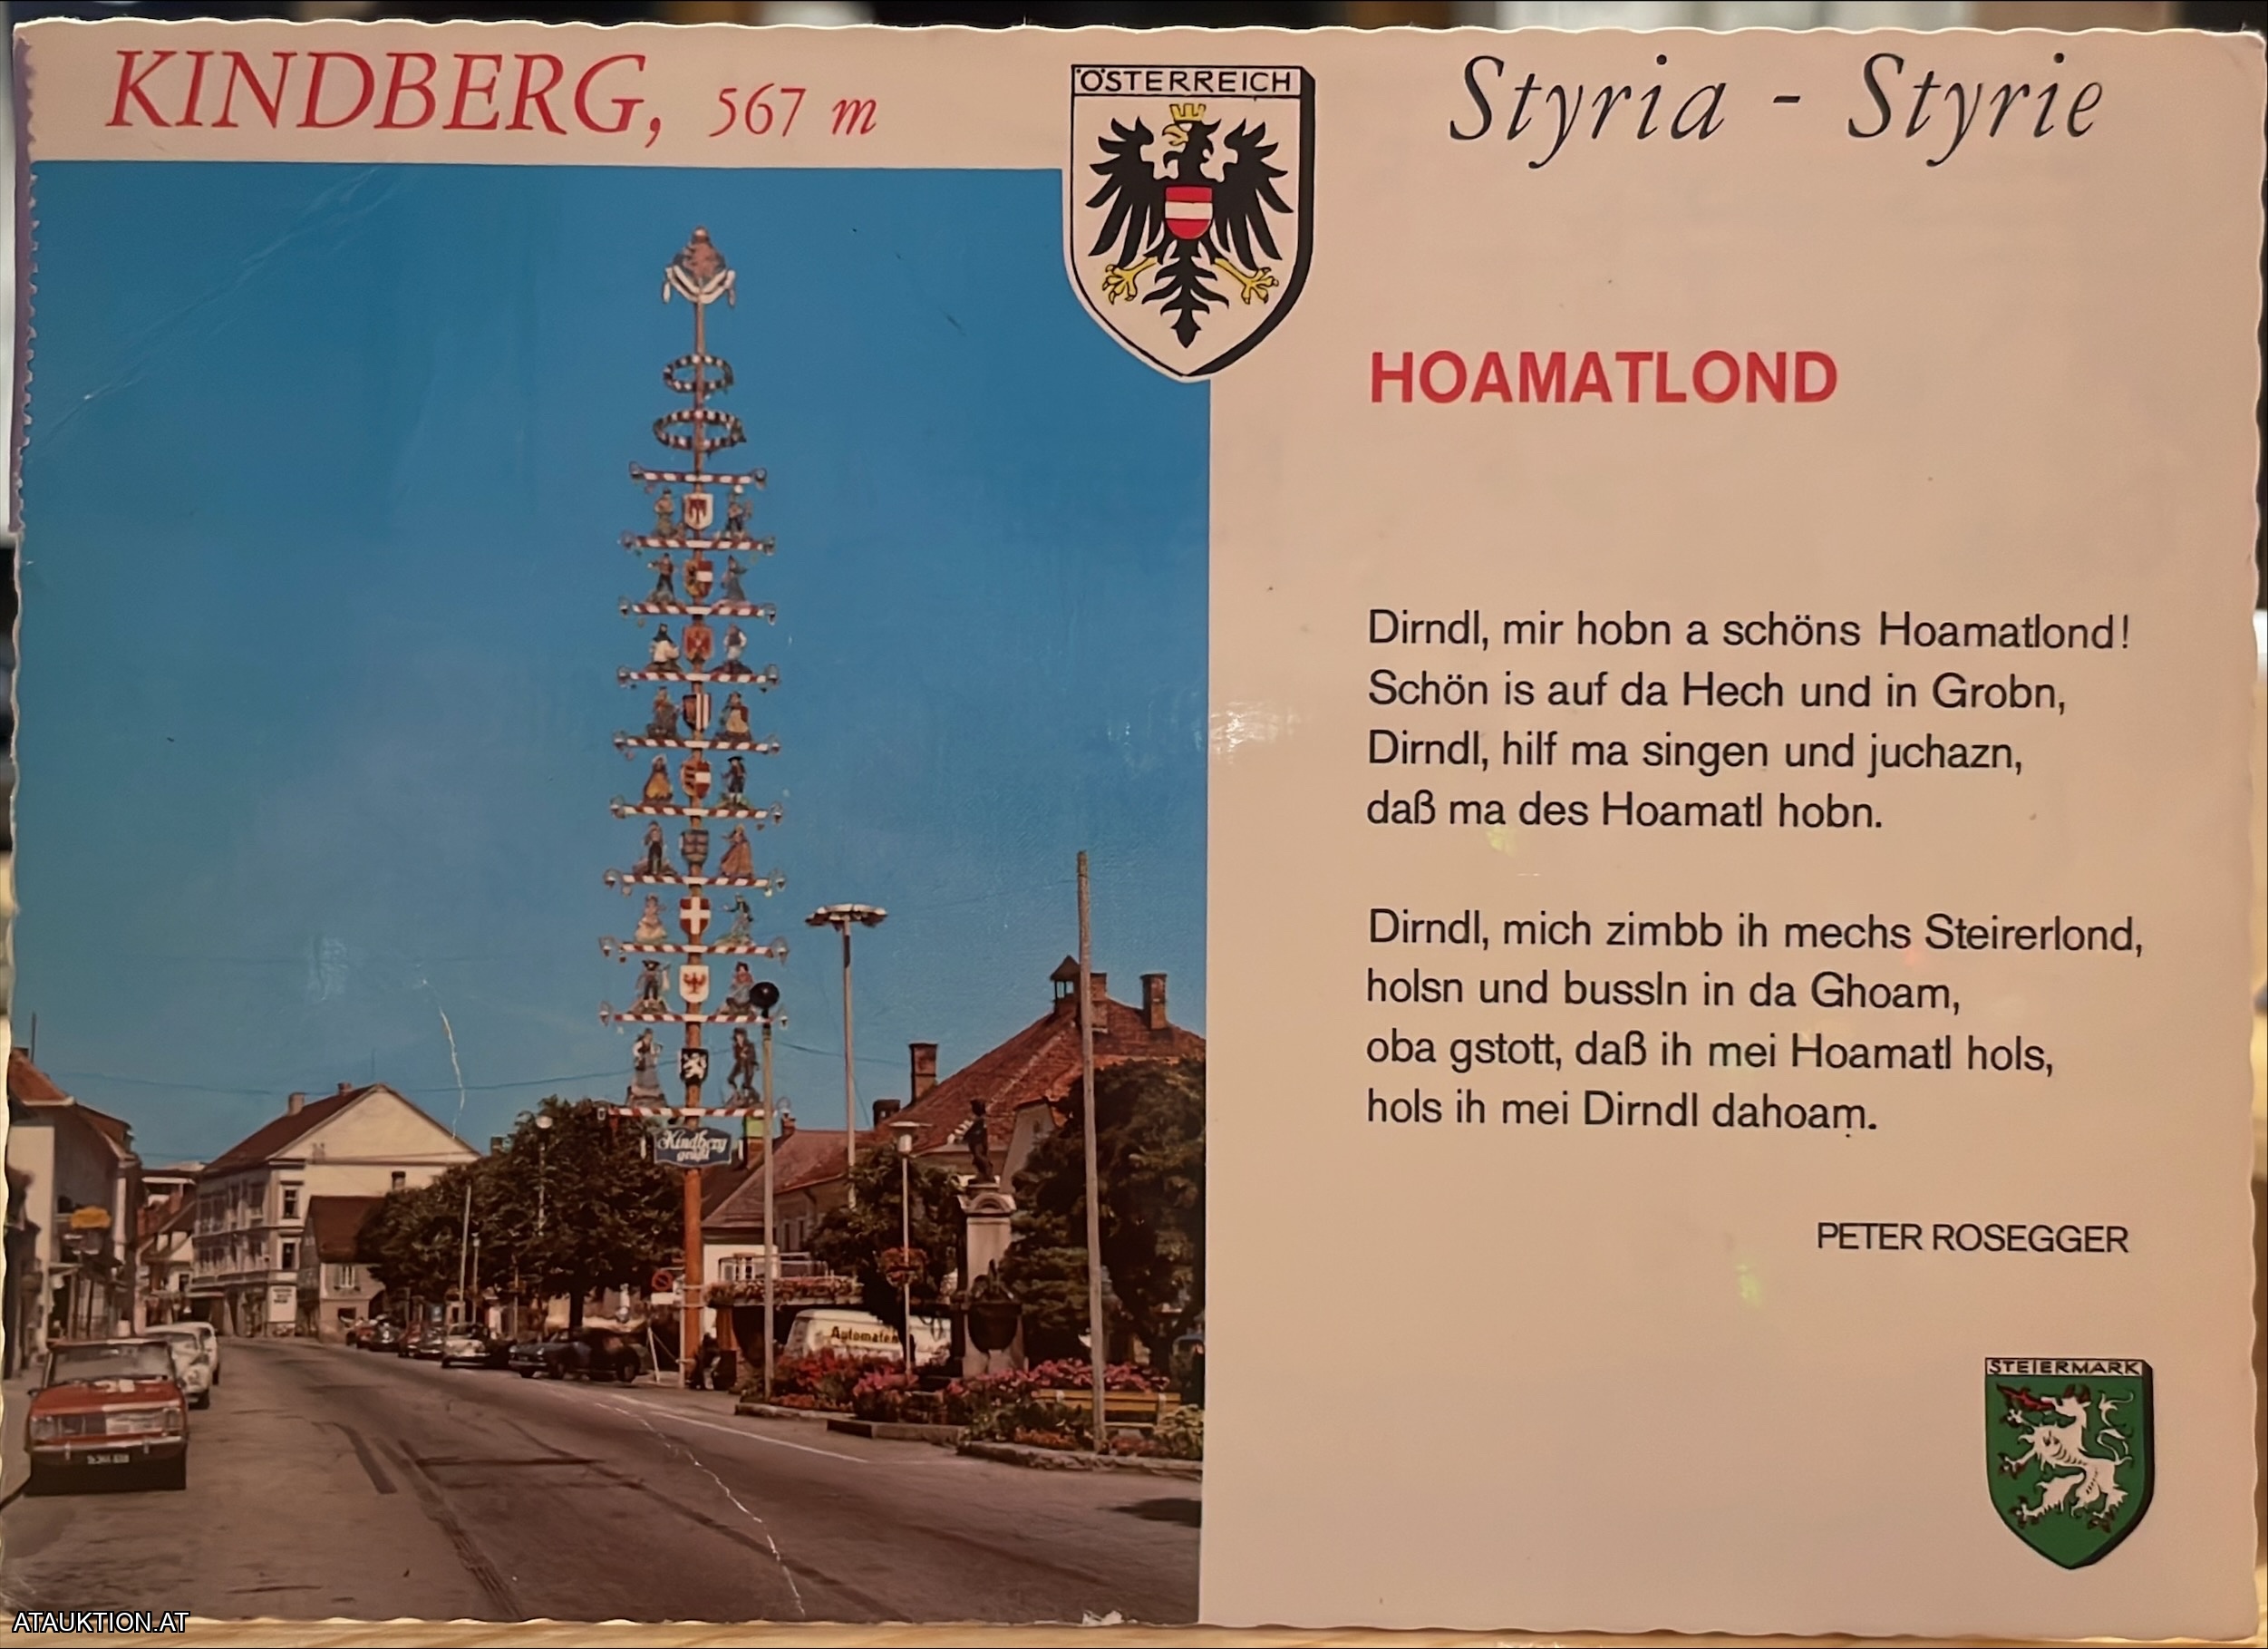 KINDBERG, 567 m
ÖSTERREICH
Styria - Styrie
HOAMATLOND
Dirndl, mir hobn a schöns Hoamatlond!
Schön is auf da Hech und in Grobn,
Dirndl, hilf ma singen und juchazn,
daß ma des Hoamatl hobn.
Dirndl, mich zimbb ih mechs Steirerlond,
holsn und bussln in da Ghoam,
oba gstott, daß ih mei Hoamatl hols,
hols ih mei Dirndl dahoam.
PETER ROSEGGER
STEIERMARK
Kindberg
grüßt
Automaten
ATAUKTION.AT